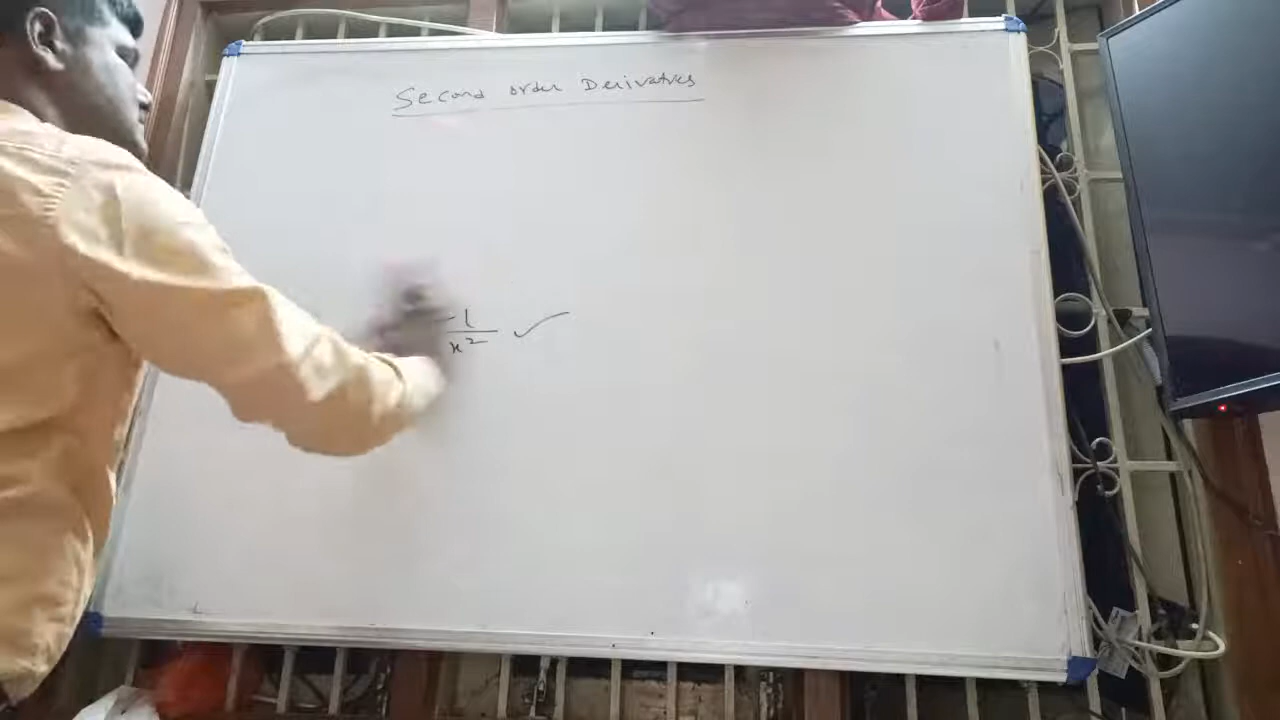 Second order Derivatives
-1/x² ✓